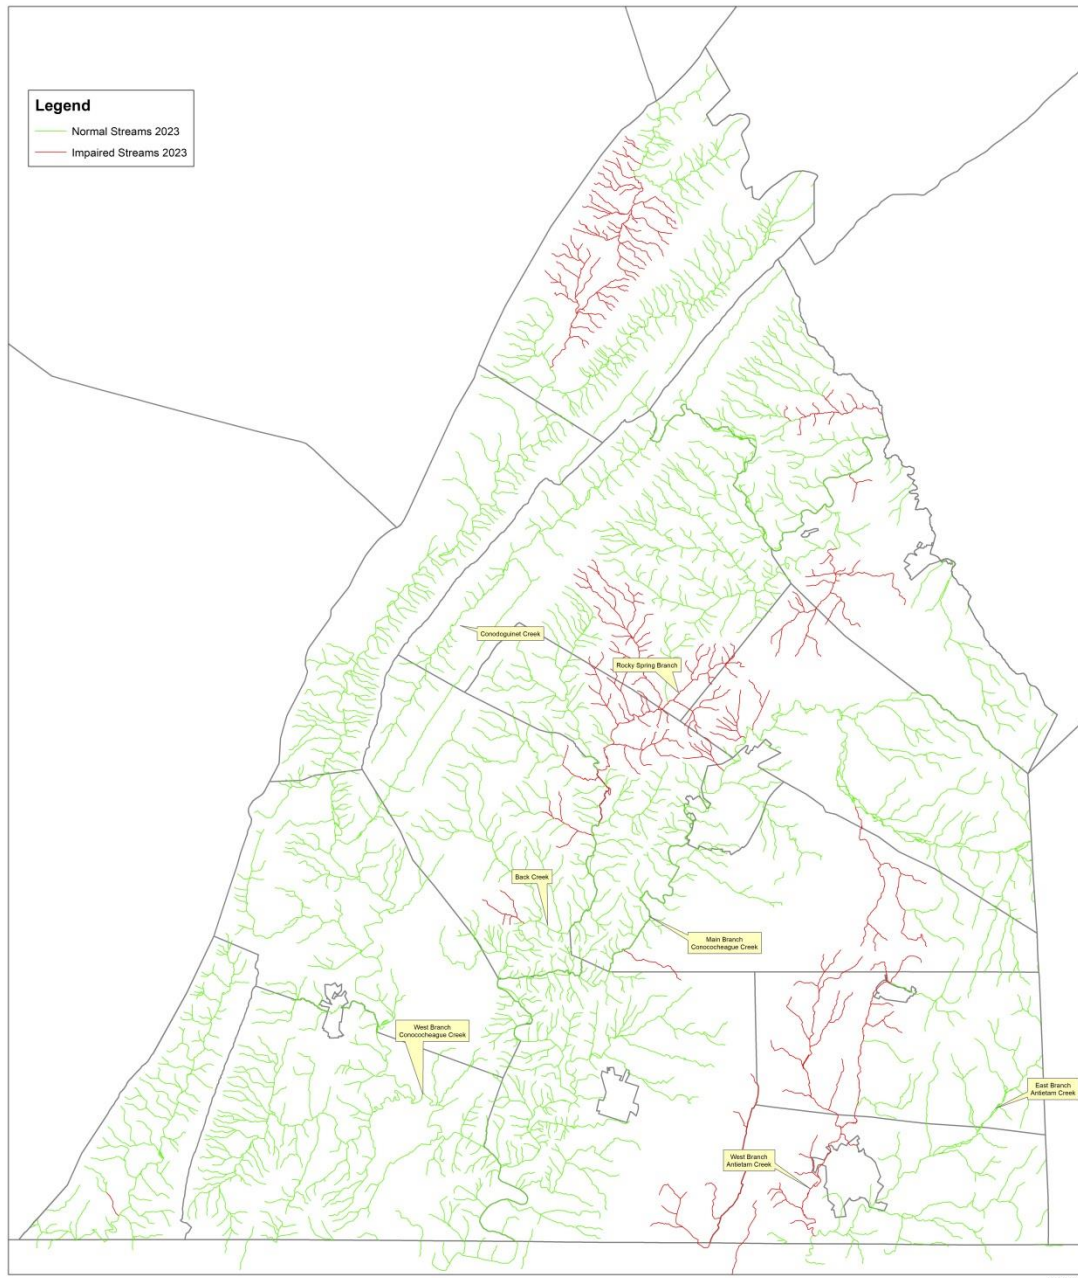 Legend
Normal Streams 2023
Impaired Streams 2023
Conodoguinet Creek
Rocky Spring Branch
Back Creek
Main Branch
Conococheague Creek
West Branch
Conococheague Creek
East Branch
Antietam Creek
West Branch
Antietam Creek